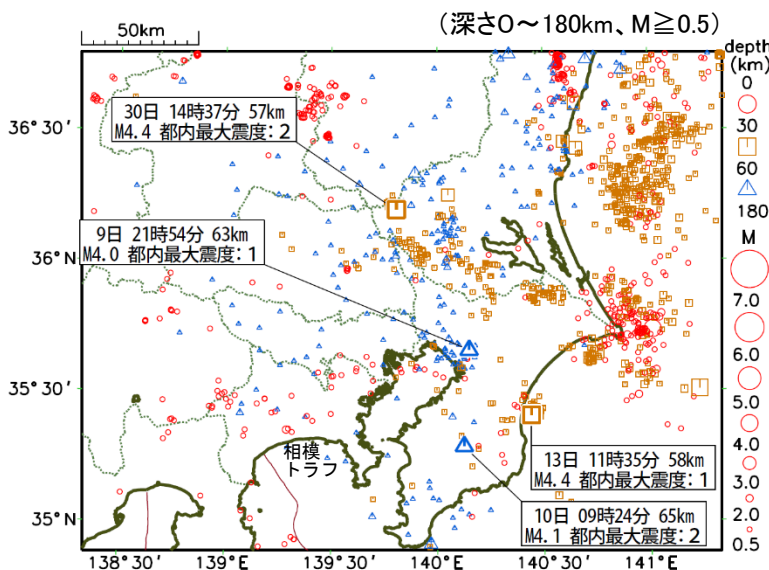 50km
(深さ0～180km、M≧0.5)
depth
(km)
0
30
60
180
M
7.0
6.0
5.0
4.0
3.0
2.0
0.5
36°30′
36°N
35°30′
35°N
30日 14時37分 57km
M4.4 都内最大震度：2
9日 21時54分 63km
M4.0 都内最大震度：1
相模
トラフ
13日 11時35分 58km
M4.4 都内最大震度：1
10日 09時24分 65km
M4.1 都内最大震度：2
138°30′
139°E
139°30′
140°E
140°30′
141°E